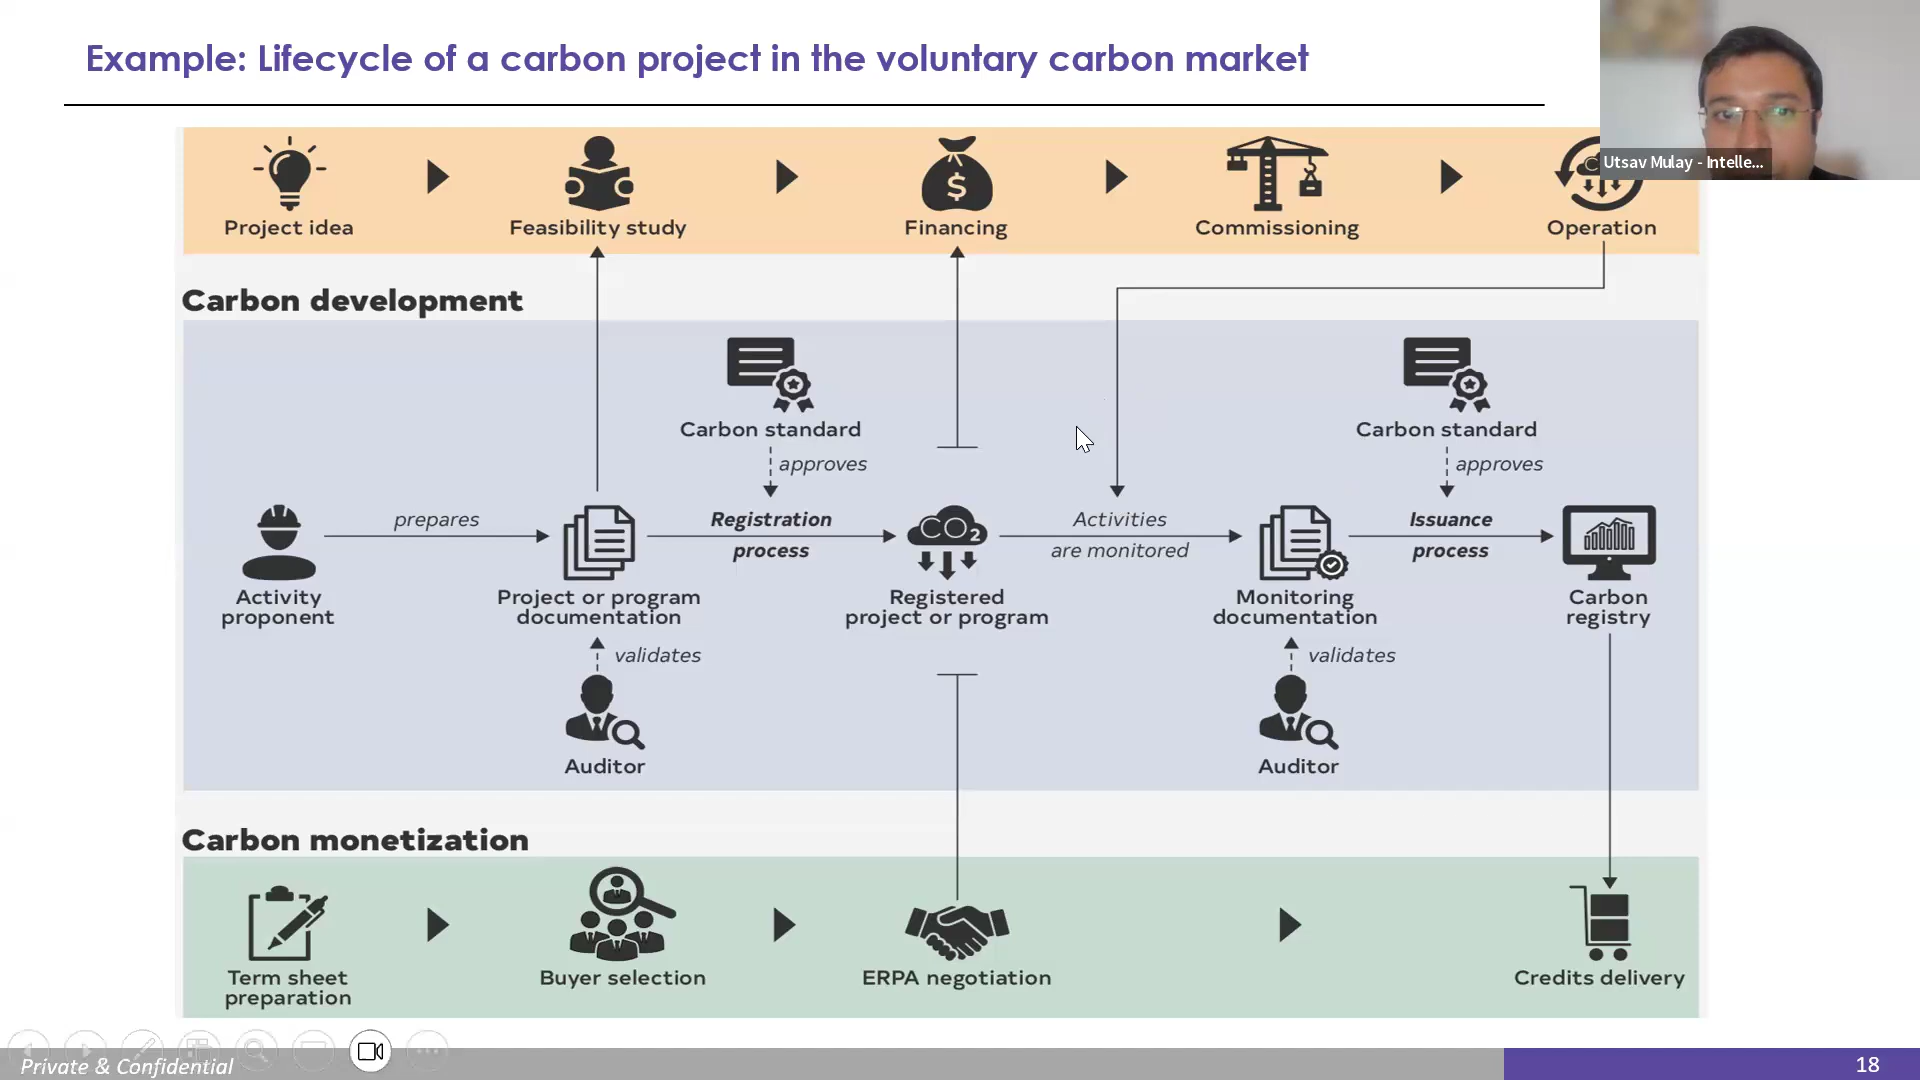 Example: Lifecycle of a carbon project in the voluntary carbon market
Utsav Mulay - Intelle...
$
Project idea
Feasibility study
Financing
Commissioning
Operation
Carbon development
Carbon standard
approves
Carbon standard
approves
Activity
proponent
prepares
Project or program
documentation
Registration
process
CO2
Registered
project or program
Activities
are monitored
Monitoring
documentation
Issuance
process
Carbon
registry
validates
Auditor
validates
Auditor
Carbon monetization
Term sheet
preparation
Buyer selection
ERPA negotiation
Credits delivery
Private & Confidential
18